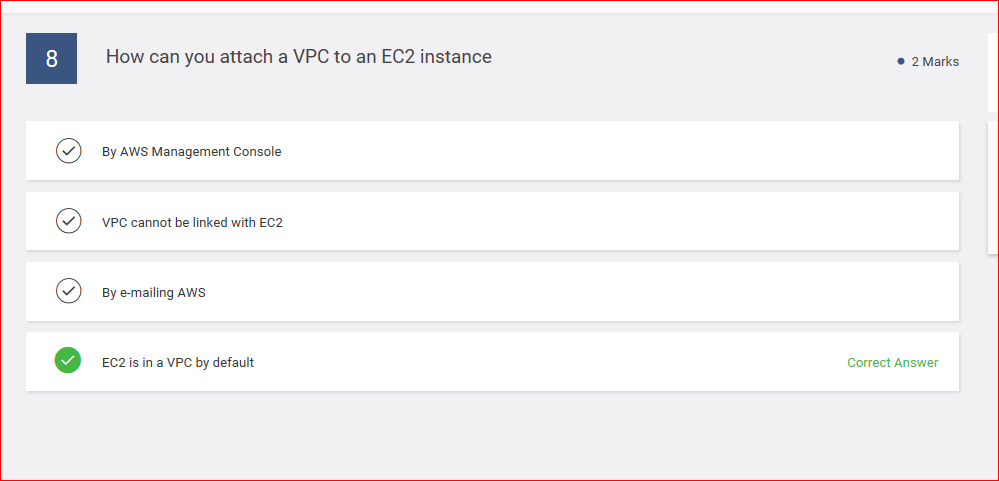 8
How can you attach a VPC to an EC2 instance
2 Marks
By AWS Management Console
VPC cannot be linked with EC2
By e-mailing AWS
EC2 is in a VPC by default
Correct Answer